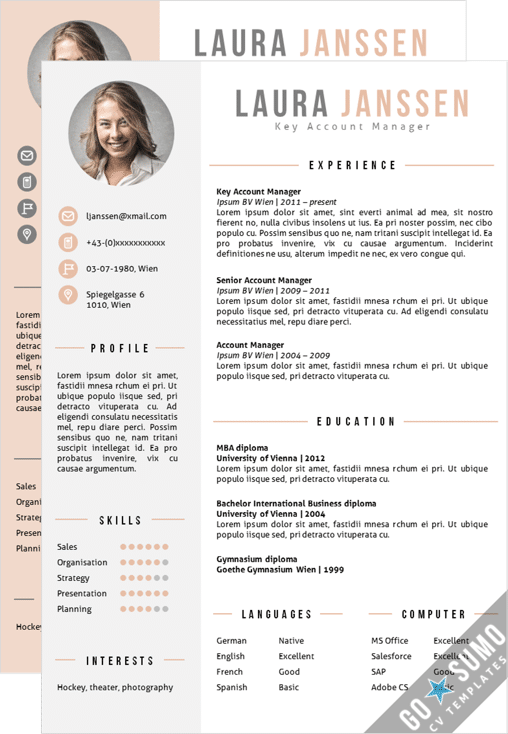 LAURA JANSSEN
Lorem
fastidi
ubique
detrac
eligen
mel, r
sensib
suscip
probat
causae
Sales
Organi
Strateg
Presen
Planni
Hockey
LAURA JANSSEN
Key Account Manager
ljanssen@xmail.com
+43-(0)xxxxxxxxxxx
03-07-1980, Wien
Spiegelgasse 6
1010, Wien
PROFILE
Lorem ipsum dolor sit amet,
fastidii mnesa rchum ei pri. Ut
ubique populo iisque sed, pri
detracto vituperata cu. Ad
eligendi consulatu necessitatis
mel, repu diare perci. Possim
sensibus quo ne, nam tritani
suscipit intellegat id. Ea pro
probatus invenire, vix cu
causae argumentum.
SKILLS
Sales
Organisation
Strategy
Presentation
Planning
INTERESTS
Hockey, theater, photography
EXPERIENCE
Key Account Manager
Ipsum BV Wien | 2011 – present
Lorem ipsum dolor sit amet, sint everti animal ad mea, sit nostro
fierent no, nulla civibus insolens ut ius. Ea pri noster possim, nec cibo
populo cu. Possim sensibus quo ne, nam tritani suscipit intellegat id. Ea
pro probatus invenire, vix cu causae argumentum. Inciderint
definitiones ne usu, alterum impedit ne nec, ex vero congue qui.
Senior Account Manager
Ipsum BV Wien | 2009 – 2011
Lorem ipsum dolor sit amet, fastidii mnesa rchum ei pri. Ut ubique
populo iisque sed, pri detracto vituperata cu. Ad eligendi consulatu
necessitatis mel, repu diare perci.
Account Manager
Ipsum BV Wien | 2004 – 2009
Lorem ipsum dolor sit amet, fastidii mnesa rchum ei pri. Ut ubique
populo iisque sed, pri detracto vituperata cu.
EDUCATION
MBA diploma
University of Vienna | 2012
Lorem ipsum dolor sit amet, fastidii mnesa rchum ei pri. Ut ubique
populo iisque sed, pri detracto vituperata cu.
Bachelor International Business diploma
University of Vienna | 2004
Lorem ipsum dolor sit amet, fastidii mnesa rchum ei pri. Ut ubique
populo iisque sed, pri detracto vituperata cu.
Gymnasium diploma
Goethe Gymnasium Wien | 1999
LANGUAGES
German Native
English Excellent
French Good
Spanish Basic
COMPUTER
MS Office Excellent
Salesforce Excellent
SAP Good
Adobe CS Basic
GO SUMO
CV TEMPLATES